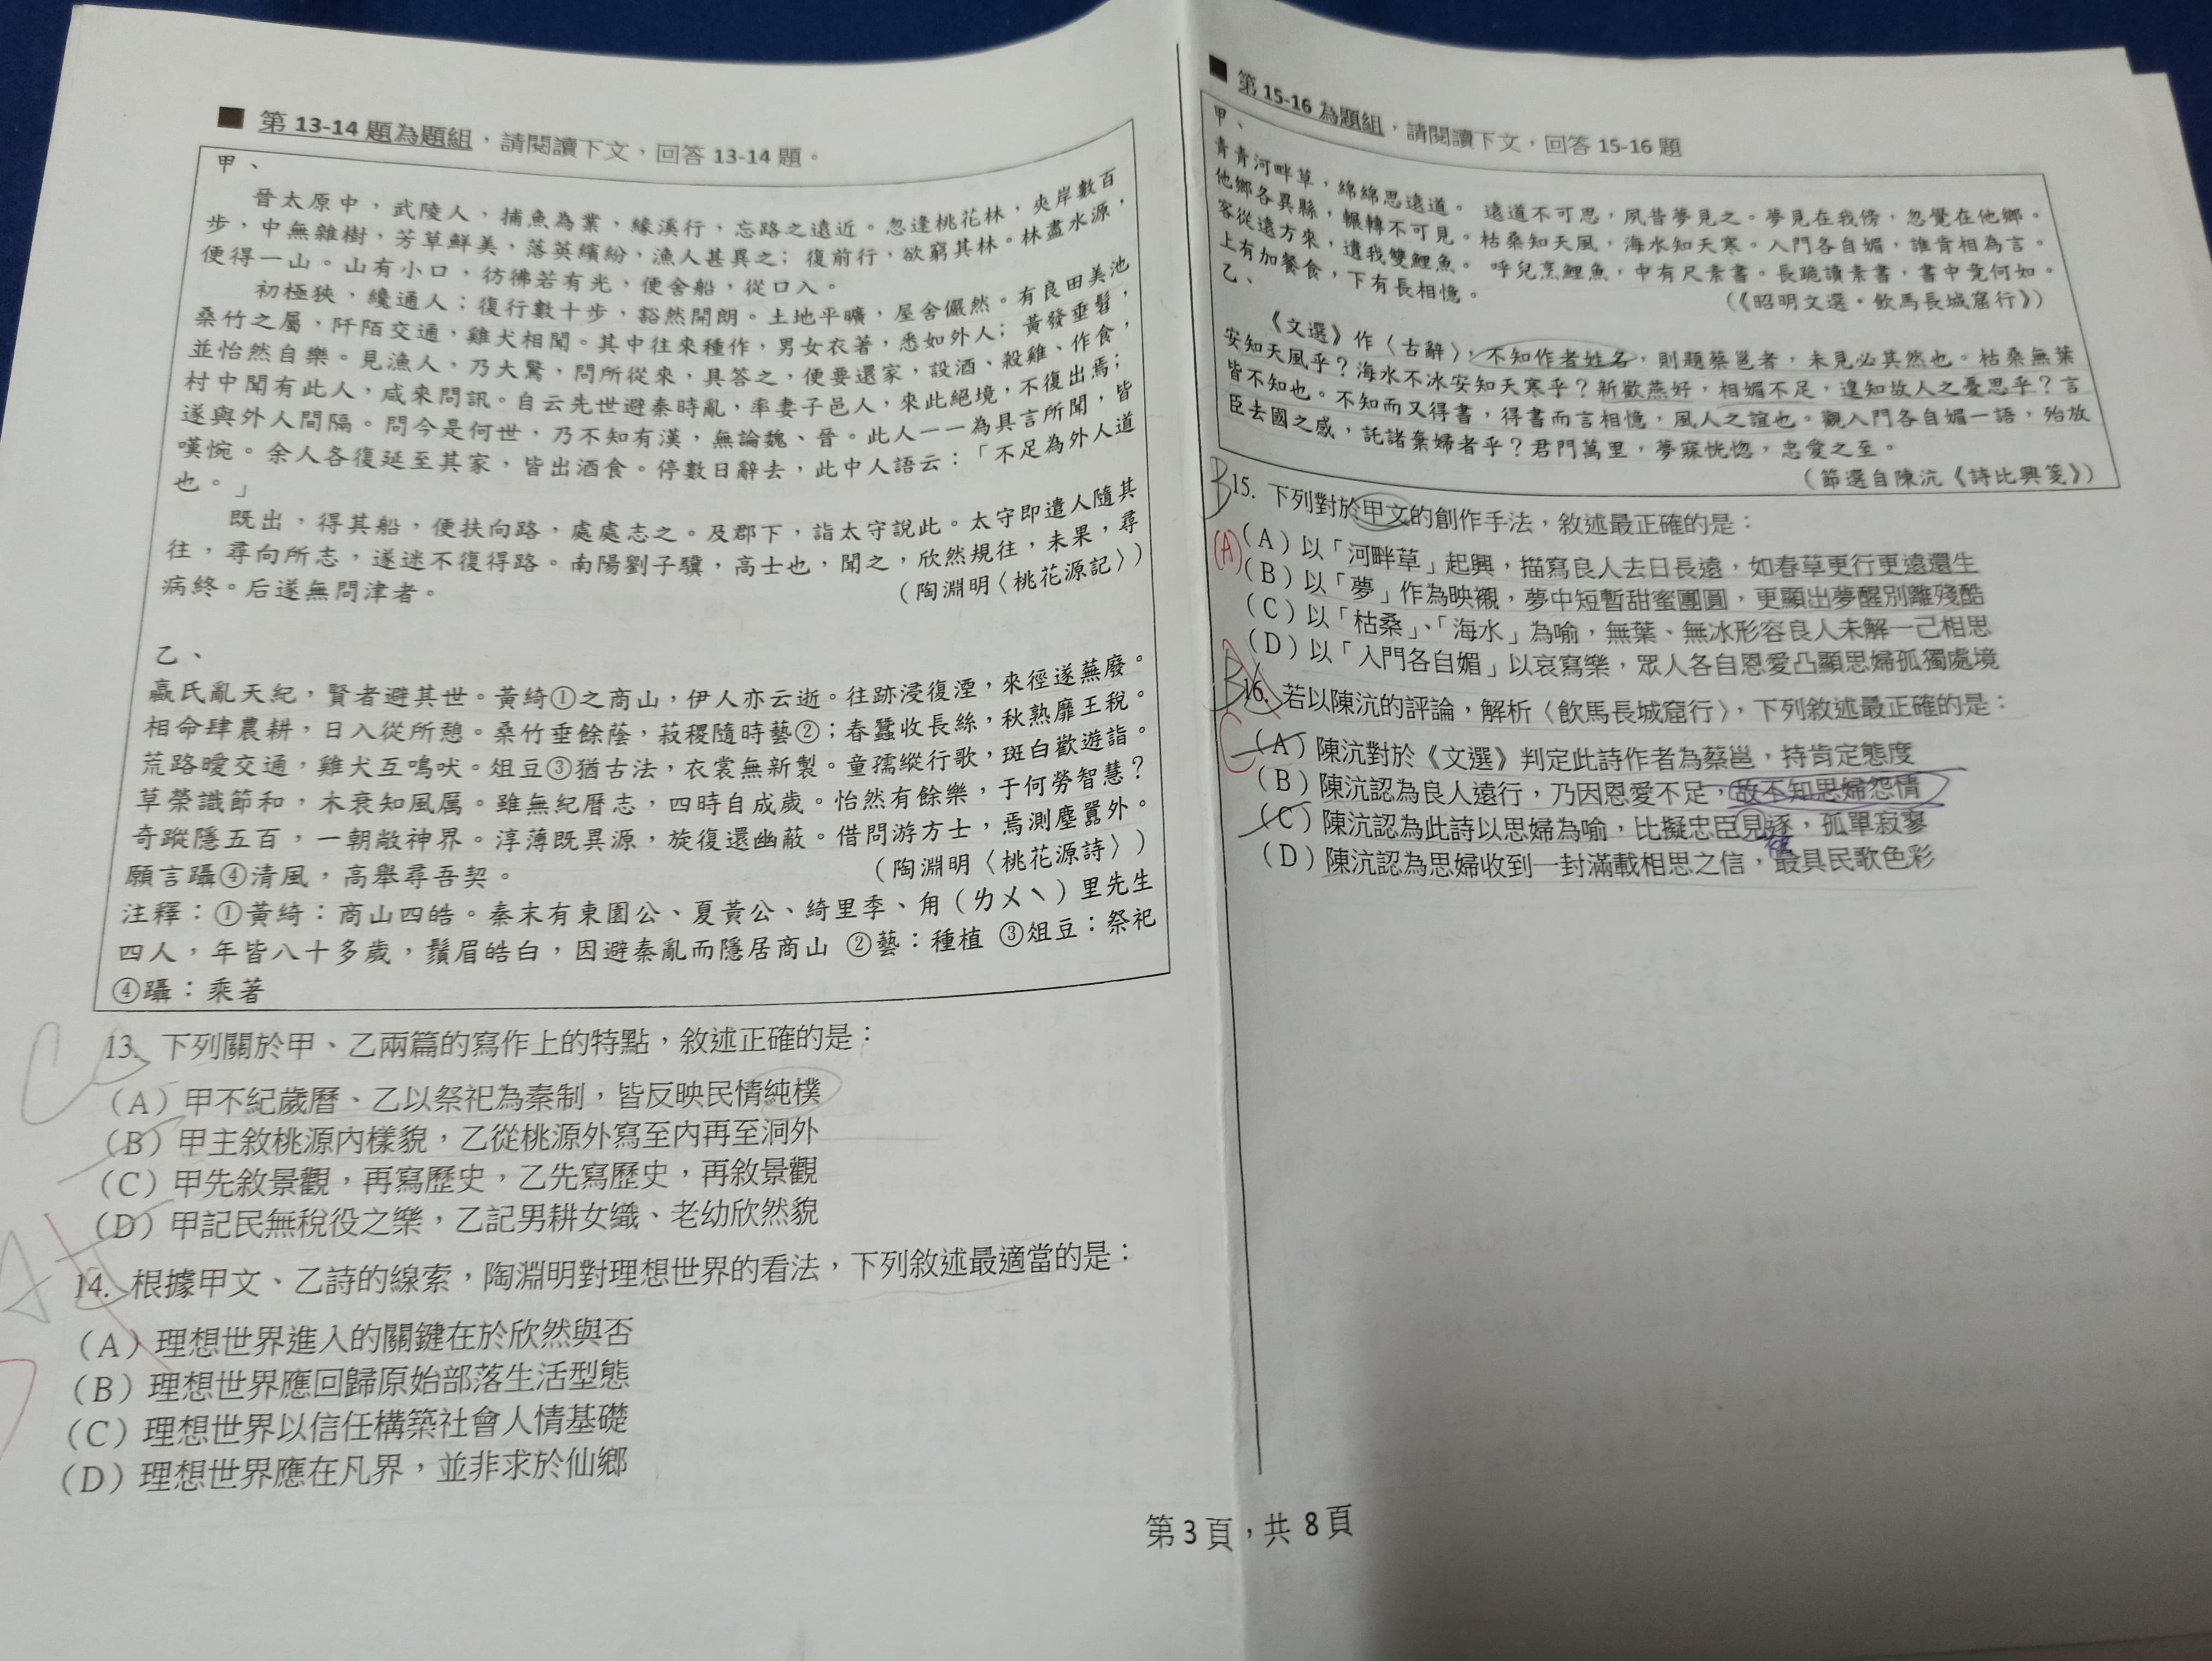 ■ 第 13-14 題為題組，請閱讀下文，回答 13-14 題。
甲、
晉太原中，武陵人，捕魚為業，緣溪行，忘路之遠近。忽逢桃花林，夾岸數百
步，中無雜樹，芳草鮮美，落英繽紛，漁人甚異之；復前行，欲窮其林。林盡水源，
便得一山。山有小口，彷彿若有光，便舍船，從口入。
初極狹，纔通人；復行數十步，豁然開朗。土地平曠，屋舍儼然。有良田美池
桑竹之屬，阡陌交通，雞犬相聞。其中往來種作，男女衣著，悉如外人；黃發垂髫，
並怡然自樂。見漁人，乃大驚，問所從來，具答之，便要還家，設酒、殺雞、作食，
村中聞有此人，咸來問訊。自云先世避秦時亂，率妻子邑人，來此絕境，不復出焉；
遂與外人間隔。問今是何世，乃不知有漢，無論魏、晉。此人一一為具言所聞，皆
嘆惋。余人各復延至其家，皆出酒食。停數日辭去，此中人語云：「不足為外人道
也。」
既出，得其船，便扶向路，處處志之。及郡下，詣太守說此。太守即遣人隨其
往，尋向所志，遂迷不復得路。南陽劉子驥，高士也，聞之，欣然規往，未果，尋
病終。后遂無問津者。
（陶淵明〈桃花源記〉）
乙、
嬴氏亂天紀，賢者避其世。黃綺①之商山，伊人亦云逝。往跡浸復湮，來徑遂蕪廢。
相命肆農耕，日入從所憩。桑竹垂餘蔭，菽稷隨時藝②；春蠶收長絲，秋熟靡王稅。
荒路曖交通，雞犬互鳴吠。俎豆③猶古法，衣裳無新製。童孺縱行歌，斑白歡遊詣。
草榮識節和，木衰知風厲。雖無紀曆志，四時自成歲。怡然有餘樂，于何勞智慧？
奇蹤隱五百，一朝敞神界。淳薄既異源，旋復還幽蔽。借問游方士，焉測塵囂外。
願言躡④清風，高舉尋吾契。
（陶淵明〈桃花源詩〉）
注釋：①黃綺：商山四皓。秦末有東園公、夏黃公、綺里季、甪（ㄌㄨˋ）里先生
四人，年皆八十多歲，鬚眉皓白，因避秦亂而隱居商山 ②藝：種植 ③俎豆：祭祀
④躡：乘著
C 13. 下列關於甲、乙兩篇的寫作上的特點，敘述正確的是：
（A）甲不紀歲曆、乙以祭祀為秦制，皆反映民情純樸
（B）甲主敘桃源內樣貌，乙從桃源外寫至內再至洞外
（C）甲先敘景觀，再寫歷史，乙先寫歷史，再敘景觀
（D）甲記民無稅役之樂，乙記男耕女織、老幼欣然貌
A 14. 根據甲文、乙詩的線索，陶淵明對理想世界的看法，下列敘述最適當的是：
（A）理想世界進入的關鍵在於欣然與否
（B）理想世界應回歸原始部落生活型態
（C）理想世界以信任構築社會人情基礎
（D）理想世界應在凡界，並非求於仙鄉
■ 第 15-16 為題組，請閱讀下文，回答 15-16 題
甲、
青青河畔草，綿綿思遠道。 遠道不可思，夙昔夢見之。夢見在我傍，忽覺在他鄉。
他鄉各異縣，輾轉不可見。枯桑知天風，海水知天寒。入門各自媚，誰肯相為言。
客從遠方來，遺我雙鯉魚。 呼兒烹鯉魚，中有尺素書。長跪讀素書，書中竟何如。
上有加餐食，下有長相憶。
（《昭明文選・飲馬長城窟行》）
乙、
《文選》作〈古辭〉，不知作者姓名，則題蔡邕者，未見必其然也。枯桑無葉
安知天風乎？海水不冰安知天寒乎？新歡燕好，相媚不足，遑知故人之憂思乎？言
皆不知也。不知而又得書，得書而言相憶，風人之誼也。觀入門各自媚一語，殆放
臣去國之感，託諸棄婦者乎？君門萬里，夢寐恍惚，忠愛之至。
（節選自陳沆《詩比興箋》）
B 15. 下列對於甲文的創作手法，敘述最正確的是：
(A)（A）以「河畔草」起興，描寫良人去日長遠，如春草更行更遠還生
（B）以「夢」作為映襯，夢中短暫甜蜜團圓，更顯出夢醒別離殘酷
（C）以「枯桑」、「海水」為喻，無葉、無冰形容良人未解一己相思
（D）以「入門各自媚」以哀寫樂，眾人各自恩愛凸顯思婦孤獨處境
B 16. 若以陳沆的評論，解析〈飲馬長城窟行〉，下列敘述最正確的是：
C（A）陳沆對於《文選》判定此詩作者為蔡邕，持肯定態度
（B）陳沆認為良人遠行，乃因恩愛不足，故不知思婦怨情
（C）陳沆認為此詩以思婦為喻，比擬忠臣見逐，孤單寂寥
（D）陳沆認為思婦收到一封滿載相思之信，最具民歌色彩
第 3 頁，共 8 頁